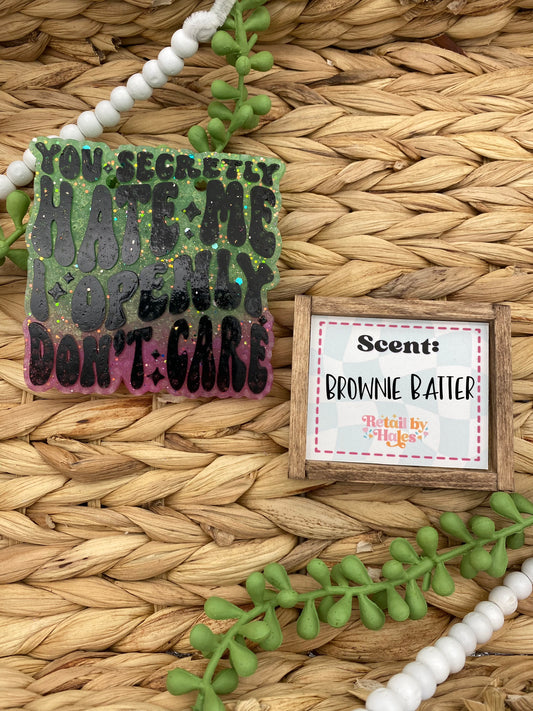 YOU SECRETLY
HATE ME
I OPENLY
DON'T CARE
Scent:
BROWNIE BATTER
Retail by
Hales